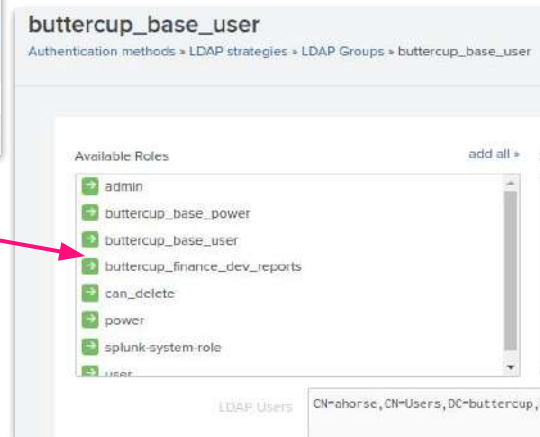 buttercup_base_user
Authentication methods » LDAP strategies » LDAP Groups » buttercup_base_user
Available Roles
add all »
admin
buttercup_base_power
buttercup_base_user
buttercup_finance_dev_reports
can_delete
power
splunk-system-role
user
LDAP Users
CN=ahorse,CN=Users,DC=buttercup,